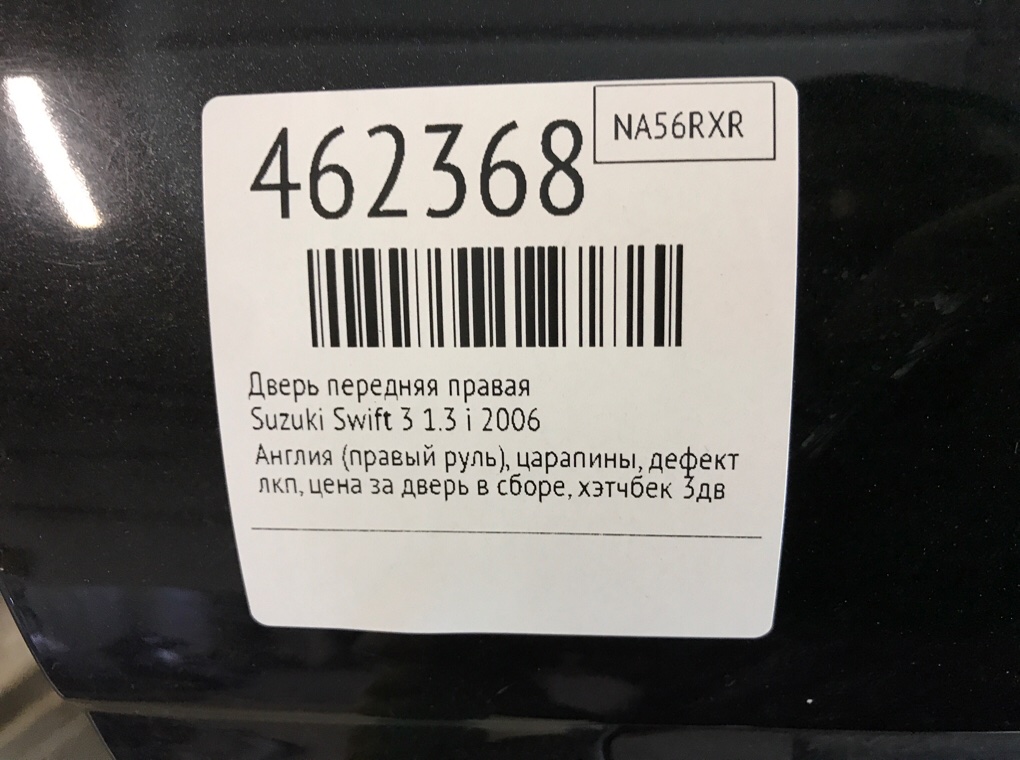 462368
NA56RXR
Дверь передняя правая
Suzuki Swift 3 1.3 i 2006
Англия (правый руль), царапины, дефект
лкп, цена за дверь в сборе, хэтчбек 3дв